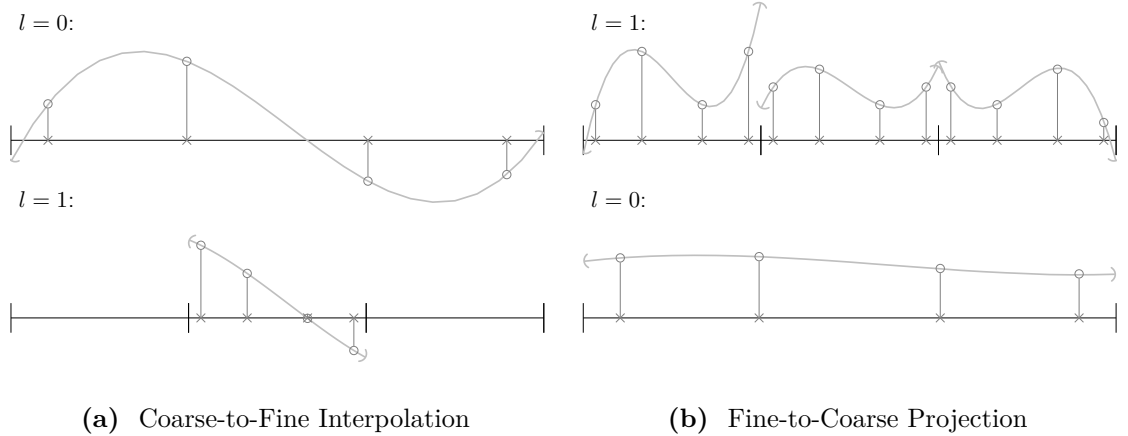 l = 0:
l = 1:
l = 1:
l = 0:
(a) Coarse-to-Fine Interpolation
(b) Fine-to-Coarse Projection